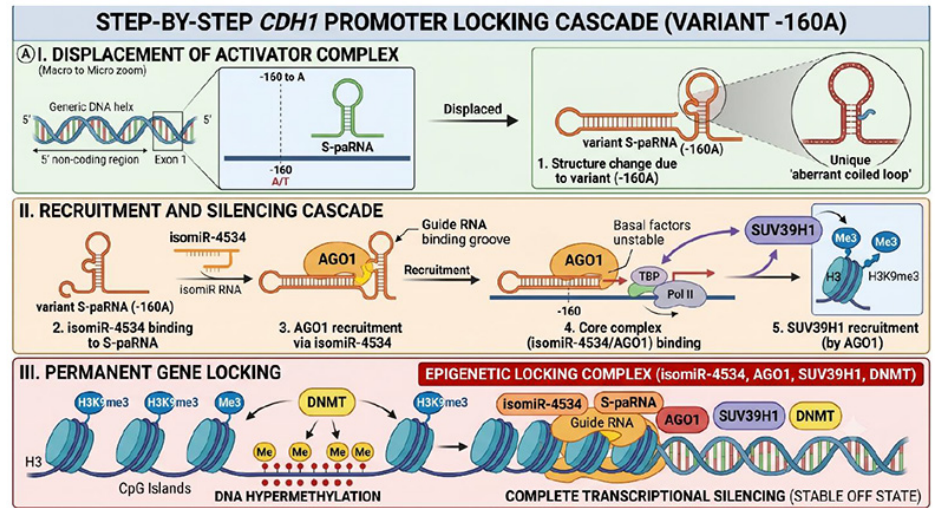 STEP-BY-STEP CDH1 PROMOTER LOCKING CASCADE (VARIANT -160A)
A I. DISPLACEMENT OF ACTIVATOR COMPLEX
(Macro to Micro zoom)
Generic DNA helx
5'
5'
5' non-coding region
Exon 1
-160 to A
S-paRNA
-160
A/T
Displaced
variant S-paRNA
(-160A)
1. Structure change due
to variant (-160A)
Unique
'aberrant coiled loop'
II. RECRUITMENT AND SILENCING CASCADE
variant S-paRNA (-160A)
isomiR-4534
isomiR RNA
2. isomiR-4534 binding
to S-paRNA
AGO1
Guide RNA
binding groove
3. AGO1 recruitment
via isomiR-4534
Recruitment
AGO1
Basal factors
unstable
TBP
Pol II
-160
4. Core complex
(isomiR-4534/AGO1) binding
SUV39H1
Me3
Me3
H3
H3K9me3
5. SUV39H1 recruitment
(by AGO1)
III. PERMANENT GENE LOCKING
EPIGENETIC LOCKING COMPLEX (isomiR-4534, AGO1, SUV39H1, DNMT)
H3K9me3
H3K9me3
Me3
DNMT
H3K9me3
Me
Me
Me
Me
H3
CpG Islands
DNA HYPERMETHYLATION
isomiR-4534
S-paRNA
Guide RNA
AGO1
SUV39H1
DNMT
COMPLETE TRANSCRIPTIONAL SILENCING (STABLE OFF STATE)